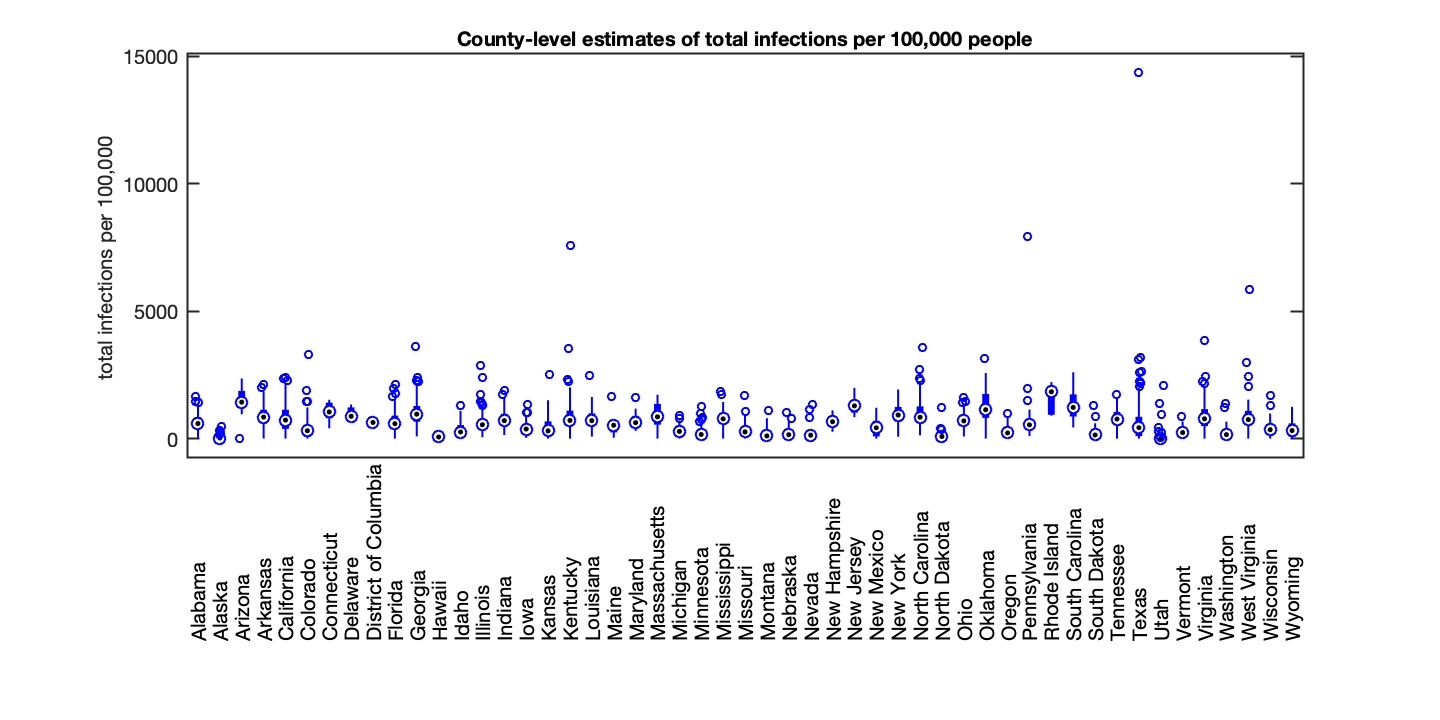 County-level estimates of total infections per 100,000 people
total infections per 100,000
15000
10000
5000
0
Alabama
Alaska
Arizona
Arkansas
California
Colorado
Connecticut
Delaware
District of Columbia
Florida
Georgia
Hawaii
Idaho
Illinois
Indiana
Iowa
Kansas
Kentucky
Louisiana
Maine
Maryland
Massachusetts
Michigan
Minnesota
Mississippi
Missouri
Montana
Nebraska
Nevada
New Hampshire
New Jersey
New Mexico
New York
North Carolina
North Dakota
Ohio
Oklahoma
Oregon
Pennsylvania
Rhode Island
South Carolina
South Dakota
Tennessee
Texas
Utah
Vermont
Virginia
Washington
West Virginia
Wisconsin
Wyoming